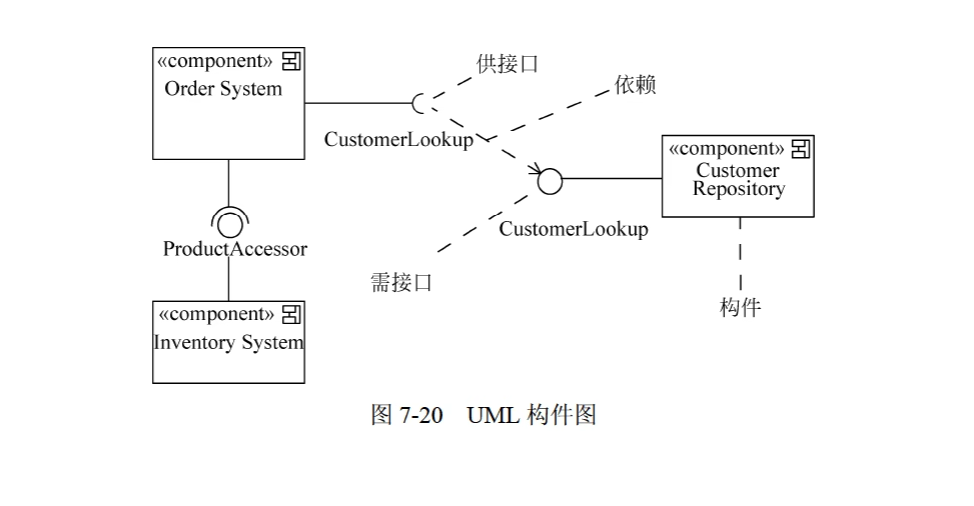 «component»
Order System
供接口
依赖
CustomerLookup
«component»
Customer
Repository
CustomerLookup
ProductAccessor
需接口
构件
«component»
Inventory System
图 7-20 UML 构件图